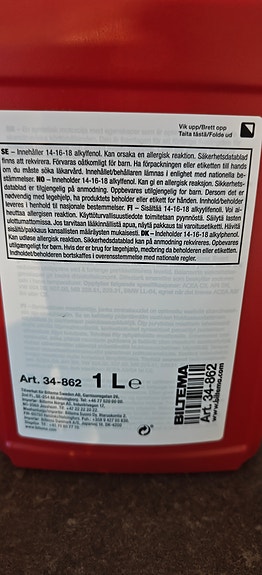 Vik upp/Brett opp
Taita tästä/Folde ud
SE – Innehåller 14-16-18 alkylfenol. Kan orsaka en allergisk reaktion. Säkerhetsdatablad
finns att rekvirera. Förvaras oåtkomligt för barn. Ha förpackningen eller etiketten till hands
om du måste söka läkarvård. Innehållet/behållaren lämnas i enlighet med nationella be-
stämmelser. NO – Inneholder 14-16-18 alkylfenol. Kan gi en allergisk reaksjon. Sikkerhets-
datablad er tilgjengelig på anmodning. Oppbevares utilgjengelig for barn. Dersom det er
nødvendig med legehjelp, ha produktets beholder eller etikett for hånden. Innhold/beholder
leveres i henhold til nasjonale bestemmelser. FI – Sisältää 14-16-18 alkyylifenoli. Voi ai-
heuttaa allergisen reaktion. Käyttöturvallisuustiedote toimitetaan pyynnöstä. Säilytä lasten
ulottumattomissa. Jos tarvitaan lääkinnällistä apua, näytä pakkaus tai varoitusetiketti. Hävitä
sisältö/pakkaus kansallisten määräysten mukaisesti. DK – Indeholder 14-16-18 alkylphenol.
Kan udløse allergisk reaktion. Sikkerhedsdatablad kan på anmodning rekvireres. Opbevares
utilgængeligt for børn. Hvis der er brug for lægehjælp, medbring da beholderen eller etiketten.
Indholdet/beholderen bortskaffes i overensstemmelse med nationale regler.
Art. 34-862 1 L e
BILTEMA
Art. 34-862
www.biltema.com